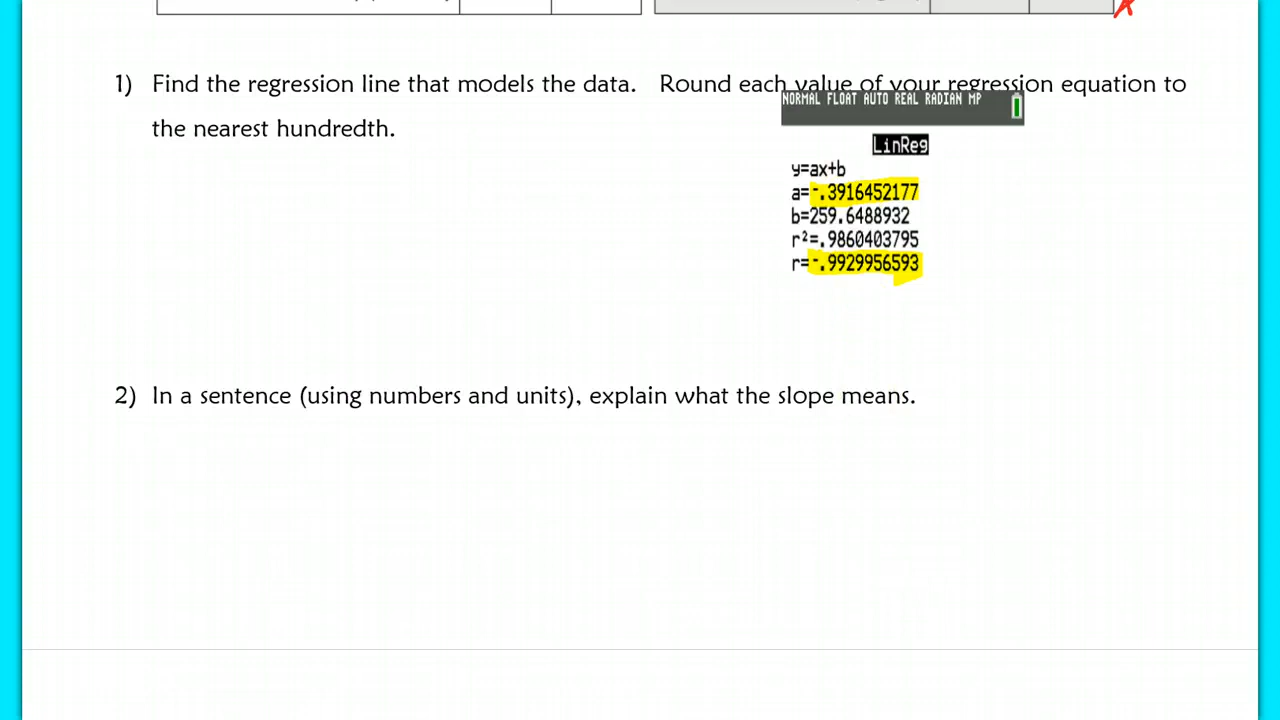 1) Find the regression line that models the data. Round each value of your regression equation to
the nearest hundredth.
NORMAL FLOAT AUTO REAL RADIAN MP
LinReg
y=ax+b
a=-.3916452177
b=259.6488932
r²=.9860403795
r=-.9929956593
2) In a sentence (using numbers and units), explain what the slope means.